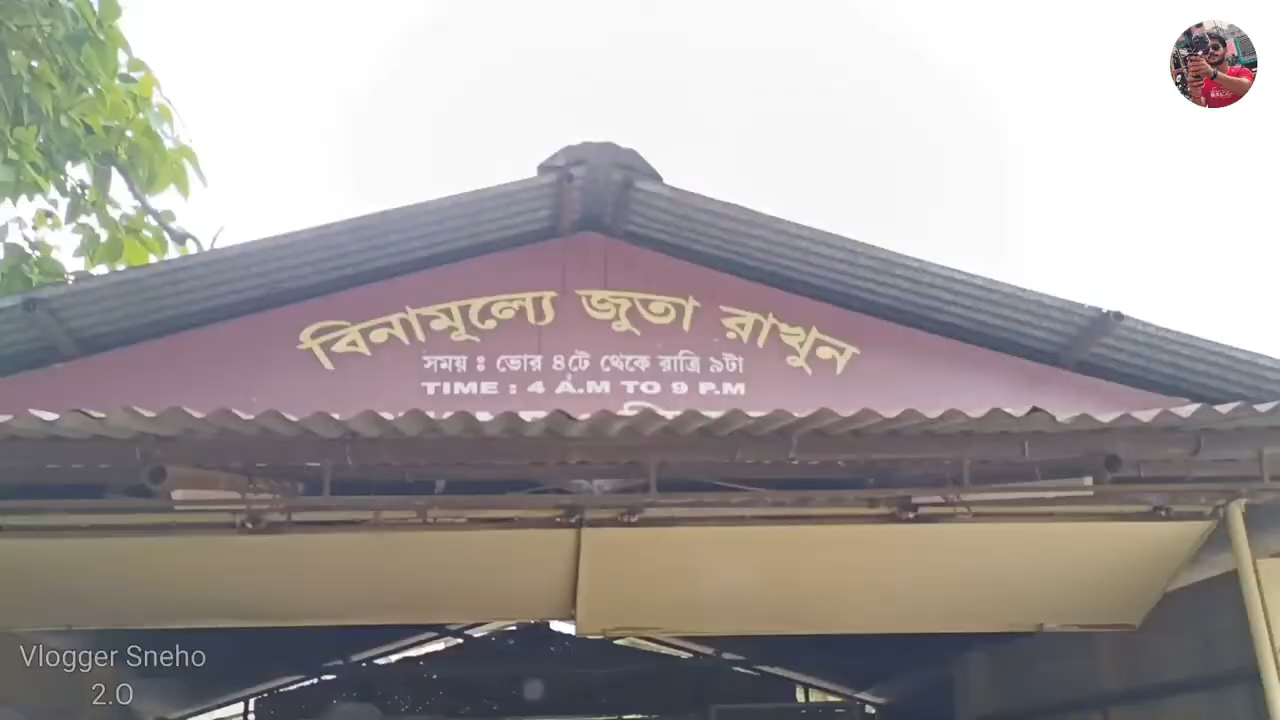 বিনামূল্যে জুতা রাখুন
সময় ঃ ভোর ৪টে থেকে রাত্রি ৯টা
TIME : 4 A.M TO 9 P.M
Vlogger Sneho
2.0